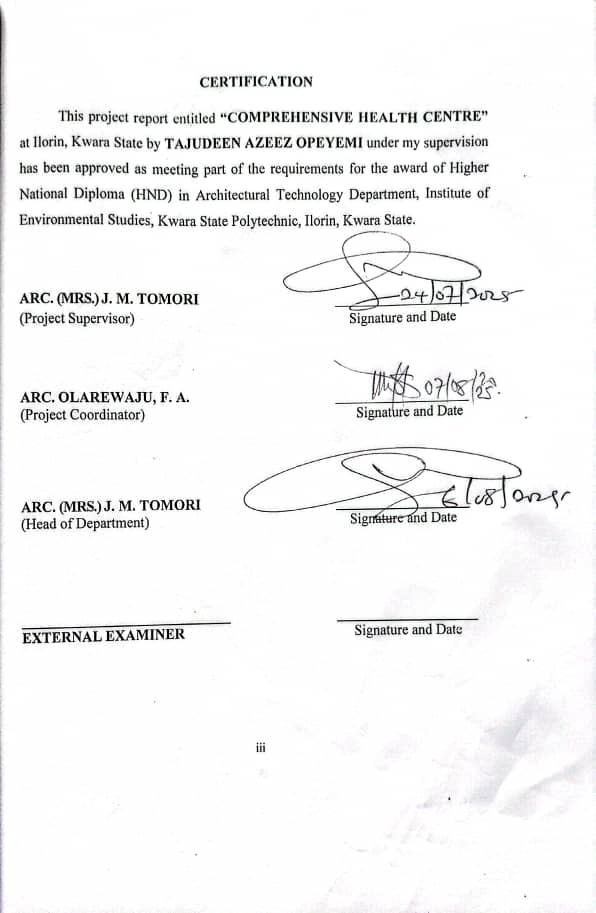 CERTIFICATION
This project report entitled “COMPREHENSIVE HEALTH CENTRE”
at Ilorin, Kwara State by TAJUDEEN AZEEZ OPEYEMI under my supervision
has been approved as meeting part of the requirements for the award of Higher
National Diploma (HND) in Architectural Technology Department, Institute of
Environmental Studies, Kwara State Polytechnic, Ilorin, Kwara State.
24/07/2025
ARC. (MRS.) J. M. TOMORI
(Project Supervisor)
Signature and Date
07/08/2025.
ARC. OLAREWAJU, F. A.
(Project Coordinator)
Signature and Date
6/08/2025
ARC. (MRS.) J. M. TOMORI
(Head of Department)
Signature and Date
EXTERNAL EXAMINER
Signature and Date
iii